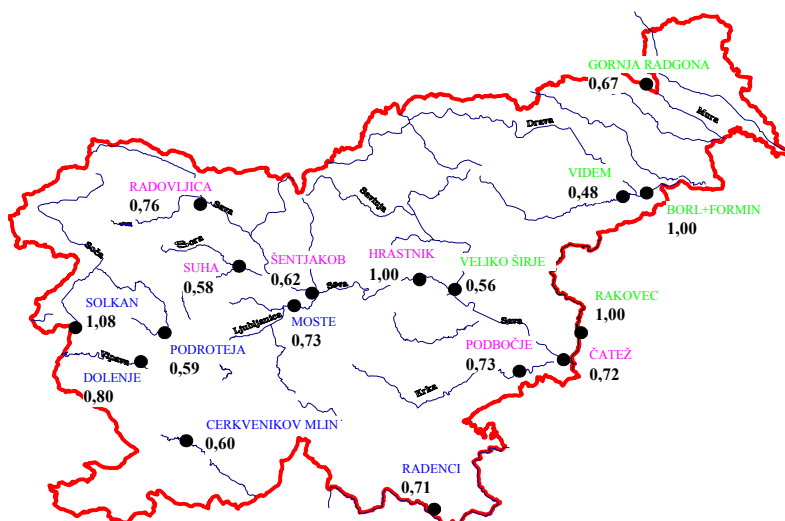 GORNJA RADGONA
0,67
Mura
Drava
VIDEM
0,48
BORL+FORMIN
1,00
RADOVLJICA
0,76
Sava
Savinja
Soča
Sora
SUHA
0,58
ŠENTJAKOB
0,62
Sava
HRASTNIK
1,00
VELIKO ŠIRJE
0,56
SOLKAN
1,08
Ljubljanica
MOSTE
0,73
Sava
RAKOVEC
1,00
PODROTEJA
0,59
Vipava
DOLENJE
0,80
PODBOČJE
0,73
ČATEŽ
0,72
Krka
CERKVENIKOV MLIN
0,60
RADENCI
0,71